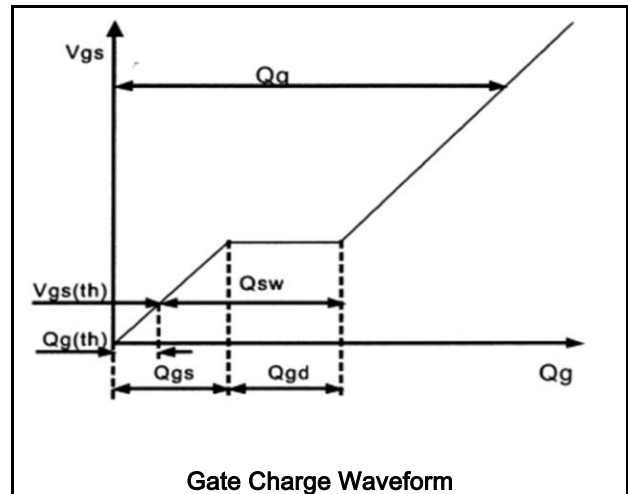 Vgs
Qg
Vgs(th)
Qsw
Qg(th)
Qgs
Qgd
Qg
Gate Charge Waveform